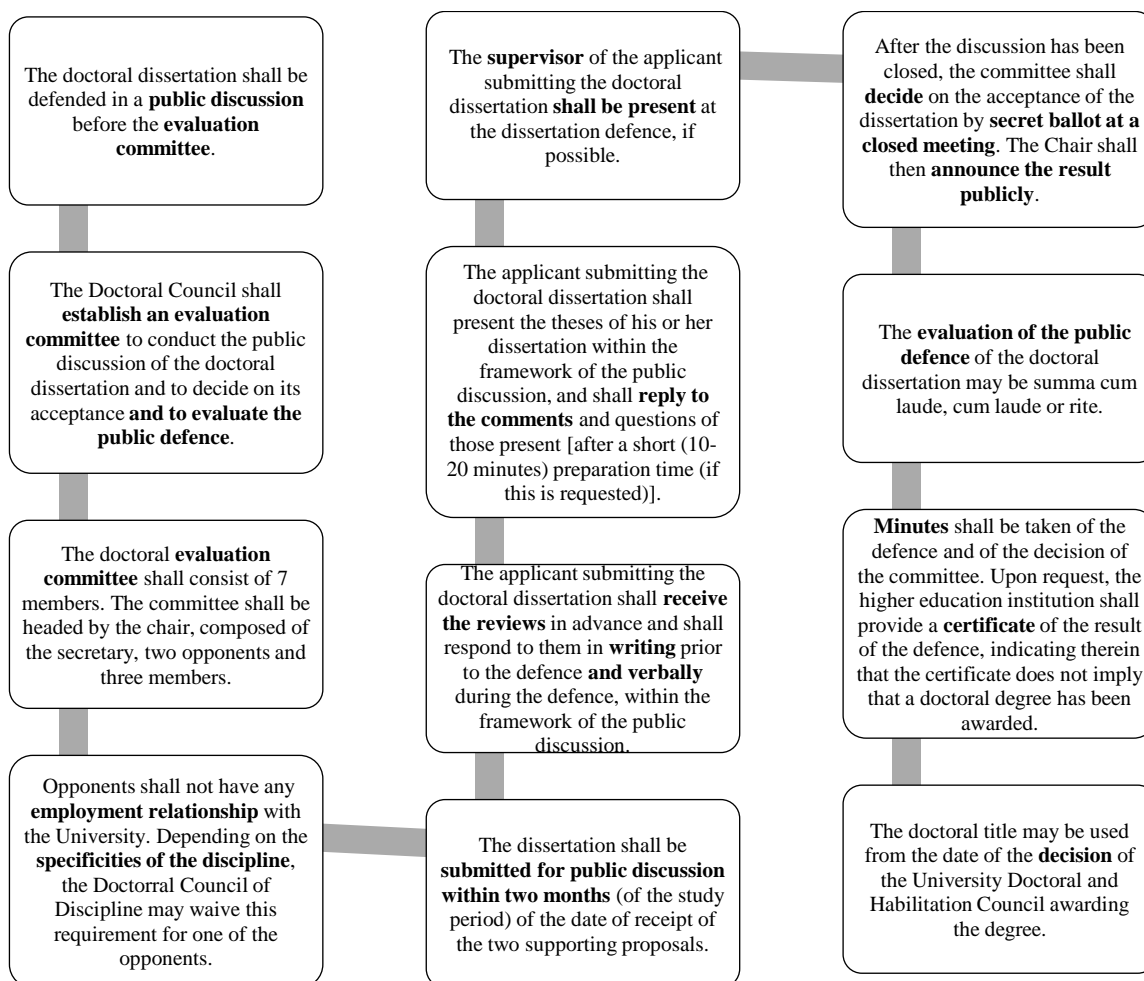 The doctoral dissertation shall be
defended in a public discussion
before the evaluation
committee.
The Doctoral Council shall
establish an evaluation
committee to conduct the public
discussion of the doctoral
dissertation and to decide on its
acceptance and to evaluate the
public defence.
The doctoral evaluation
committee shall consist of 7
members. The committee shall be
headed by the chair, composed of
the secretary, two opponents and
three members.
Opponents shall not have any
employment relationship with
the University. Depending on the
specificities of the discipline,
the Doctorral Council of
Discipline may waive this
requirement for one of the
opponents.
The dissertation shall be
submitted for public discussion
within two months (of the study
period) of the date of receipt of
the two supporting proposals.
The applicant submitting the
doctoral dissertation shall receive
the reviews in advance and shall
respond to them in writing prior
to the defence and verbally
during the defence, within the
framework of the public
discussion.
The applicant submitting the
doctoral dissertation shall
present the theses of his or her
dissertation within the
framework of the public
discussion, and shall reply to
the comments and questions of
those present [after a short (10-
20 minutes) preparation time (if
this is requested)].
The supervisor of the applicant
submitting the doctoral
dissertation shall be present at
the dissertation defence, if
possible.
After the discussion has been
closed, the committee shall
decide on the acceptance of the
dissertation by secret ballot at a
closed meeting. The Chair shall
then announce the result
publicly.
The evaluation of the public
defence of the doctoral
dissertation may be summa cum
laude, cum laude or rite.
Minutes shall be taken of the
defence and of the decision of
the committee. Upon request, the
higher education institution shall
provide a certificate of the result
of the defence, indicating therein
that the certificate does not imply
that a doctoral degree has been
awarded.
The doctoral title may be used
from the date of the decision of
the University Doctoral and
Habilitation Council awarding
the degree.